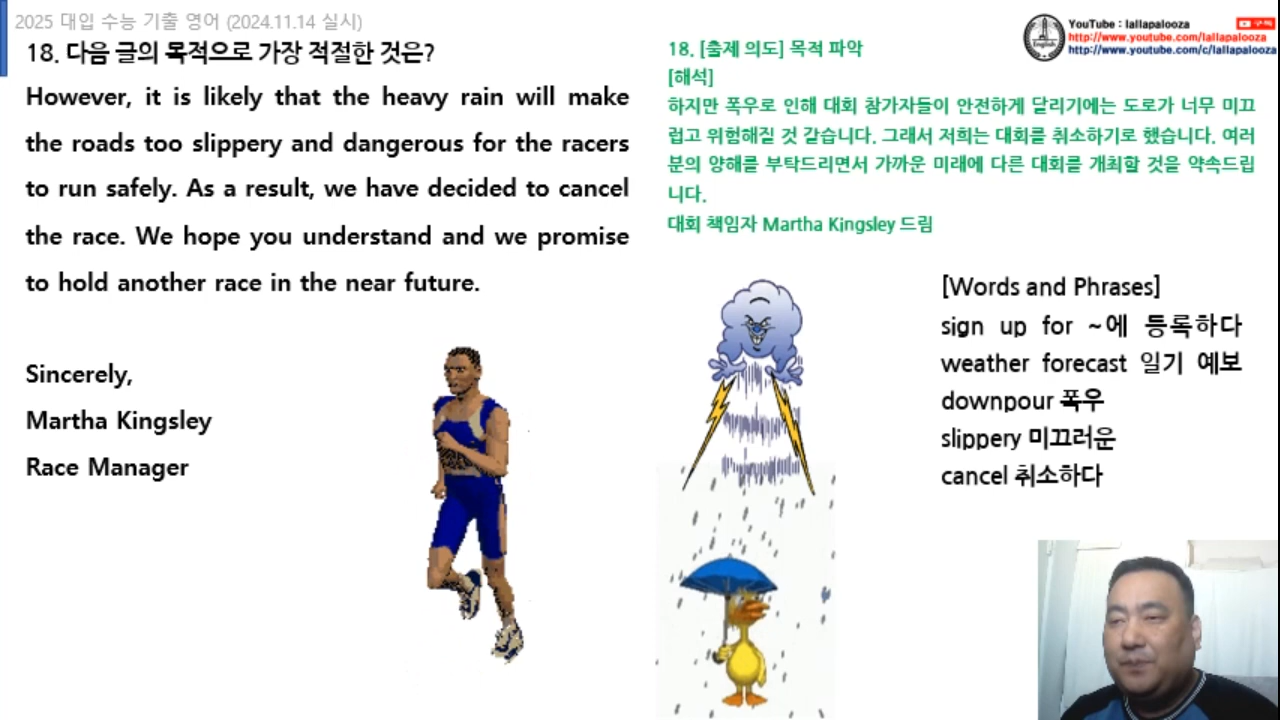 2025 대입 수능 기출 영어 (2024.11.14 실시)
18. 다음 글의 목적으로 가장 적절한 것은?
However, it is likely that the heavy rain will make
the roads too slippery and dangerous for the racers
to run safely. As a result, we have decided to cancel
the race. We hope you understand and we promise
to hold another race in the near future.
Sincerely,
Martha Kingsley
Race Manager
18. [출제 의도] 목적 파악
[해석]
하지만 폭우로 인해 대회 참가자들이 안전하게 달리기에는 도로가 너무 미끄
럽고 위험해질 것 같습니다. 그래서 저희는 대회를 취소하기로 했습니다. 여러
분의 양해를 부탁드리면서 가까운 미래에 다른 대회를 개최할 것을 약속드립
니다.
대회 책임자 Martha Kingsley 드림
YouTube : lallapalooza
구독
http://www.youtube.com/lallapalooza
http://www.youtube.com/c/lallapalooza
English
[Words and Phrases]
sign up for ~에 등록하다
weather forecast 일기 예보
downpour 폭우
slippery 미끄러운
cancel 취소하다